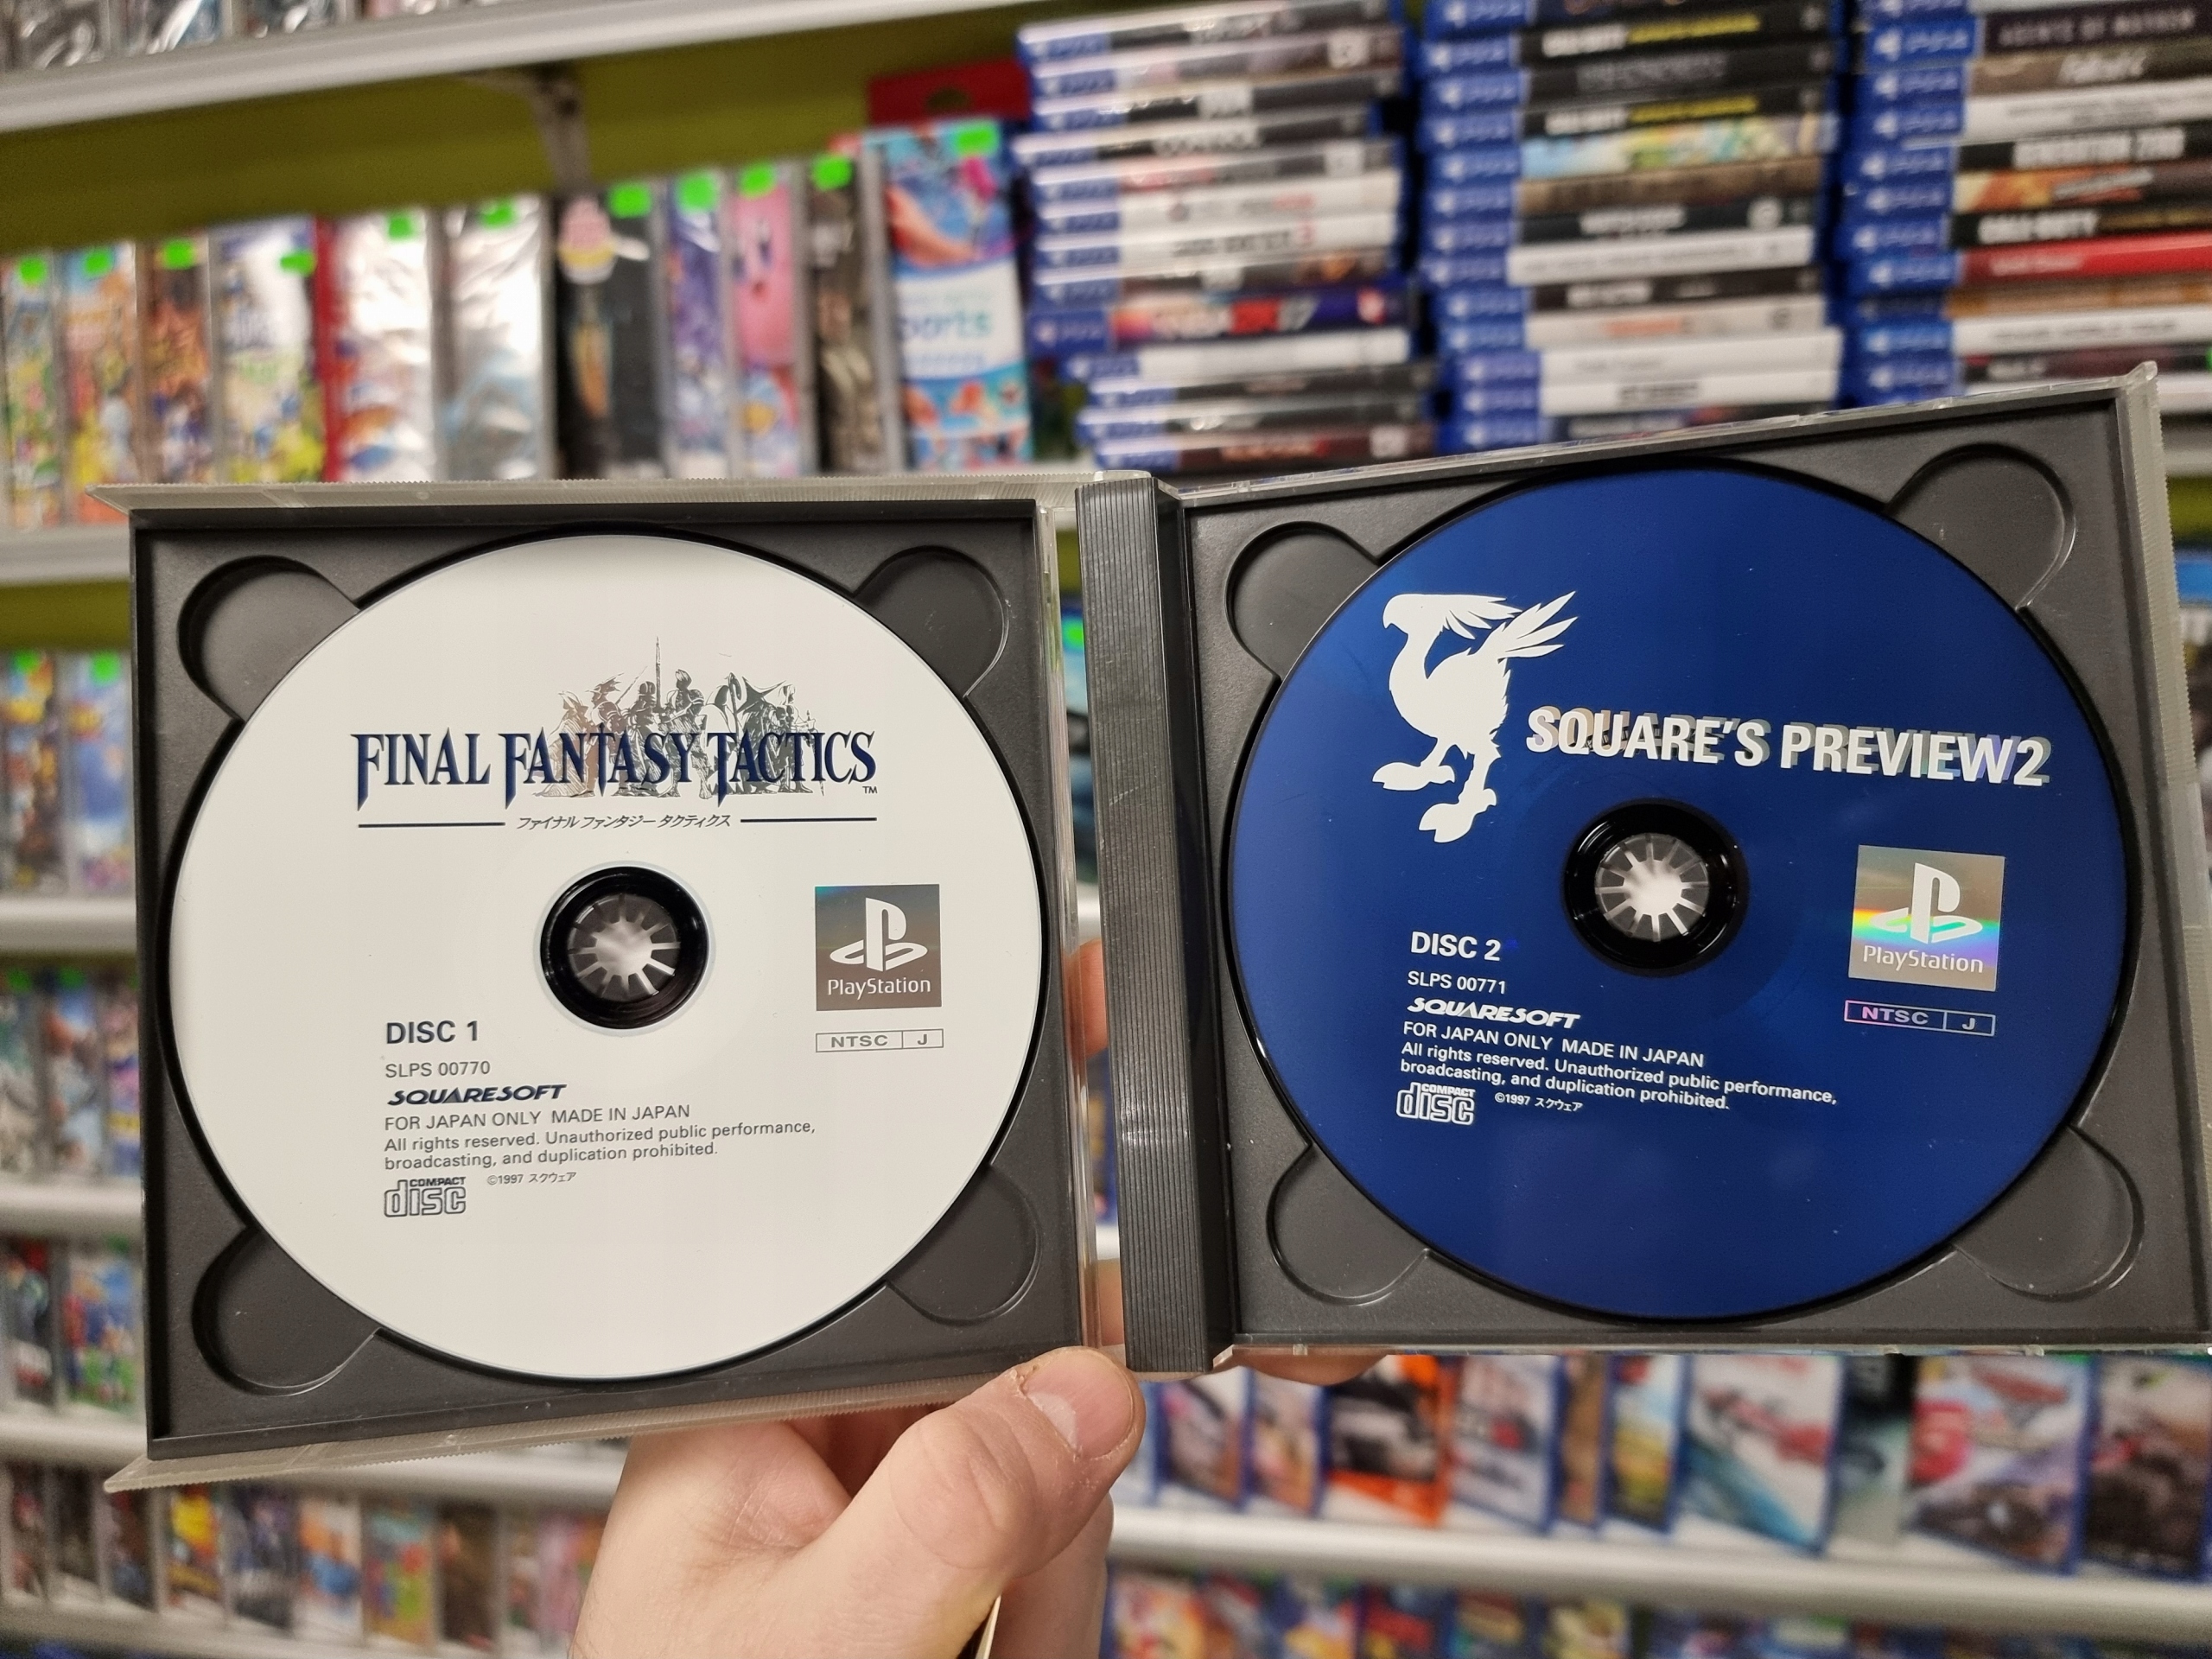 FINAL FANTASY TACTICS
TM
ファイナルファンタジー タクティクス
PlayStation
NTSC J
DISC 1
SLPS 00770
SQUARESOFT
FOR JAPAN ONLY MADE IN JAPAN
All rights reserved. Unauthorized public performance,
broadcasting, and duplication prohibited.
COMPACT
disc
©1997 スクウェア
SQUARE'S PREVIEW2
PlayStation
NTSC J
DISC 2
SLPS 00771
SQUARESOFT
FOR JAPAN ONLY MADE IN JAPAN
All rights reserved. Unauthorized public performance,
broadcasting, and duplication prohibited.
COMPACT
disc
©1997 スクウェア